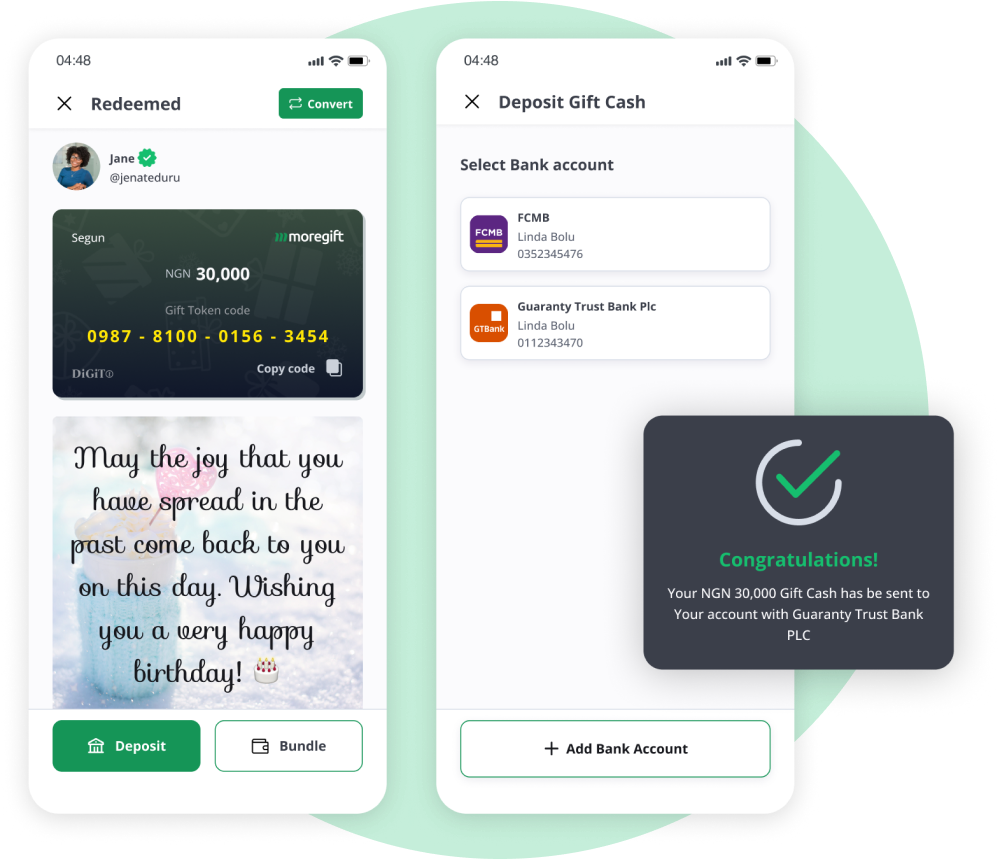 04:48
Redeemed
Convert
Jane
@jenateduru
Segun
moregift
NGN 30,000
Gift Token code
0987 - 8100 - 0156 - 3454
Copy code
DiGiT
May the joy that you
have spread in the
past come back to you
on this day. Wishing
you a very happy
birthday! 🎂
Deposit
Bundle
04:48
Deposit Gift Cash
Select Bank account
FCMB
FCMB
Linda Bolu
0352345476
GTBank
Guaranty Trust Bank Plc
Linda Bolu
0112343470
Add Bank Account
Congratulations!
Your NGN 30,000 Gift Cash has be sent to
Your account with Guaranty Trust Bank
PLC